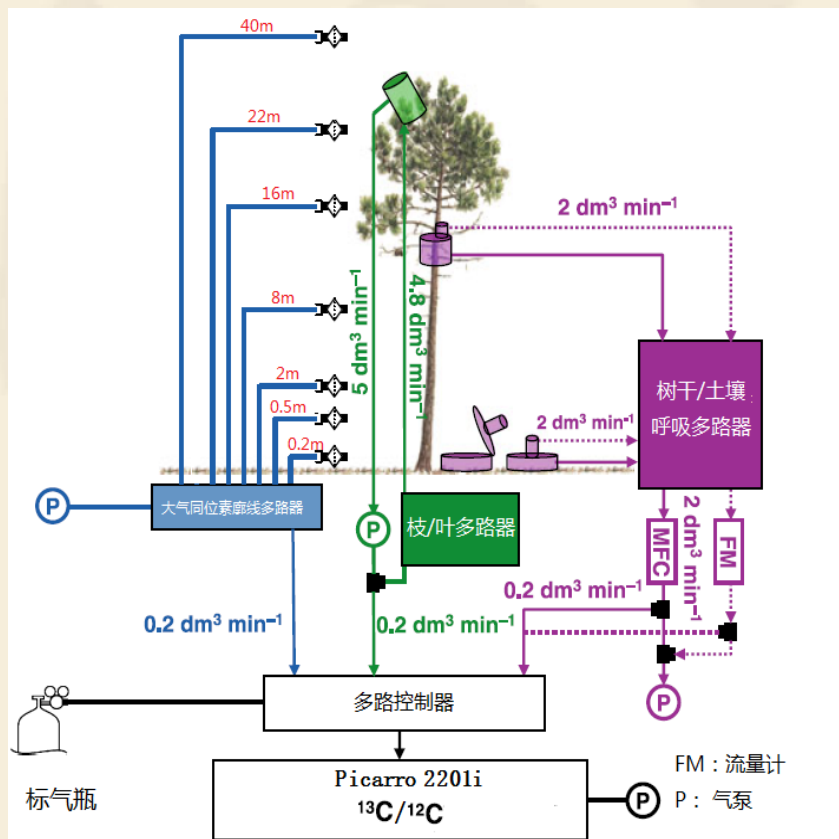 40m
22m
16m
8m
2m
0.5m
0.2m
5 dm³ min⁻¹
4.8 dm³ min⁻¹
2 dm³ min⁻¹
2 dm³ min⁻¹
树干/土壤
呼吸多路器
P
大气同位素廓线多路器
P
枝/叶多路器
MFC
2 dm³ min⁻¹
FM
0.2 dm³ min⁻¹
0.2 dm³ min⁻¹
0.2 dm³ min⁻¹
P
多路控制器
标气瓶
Picarro 2201i
¹³C/¹²C
P
FM：流量计
P：气泵